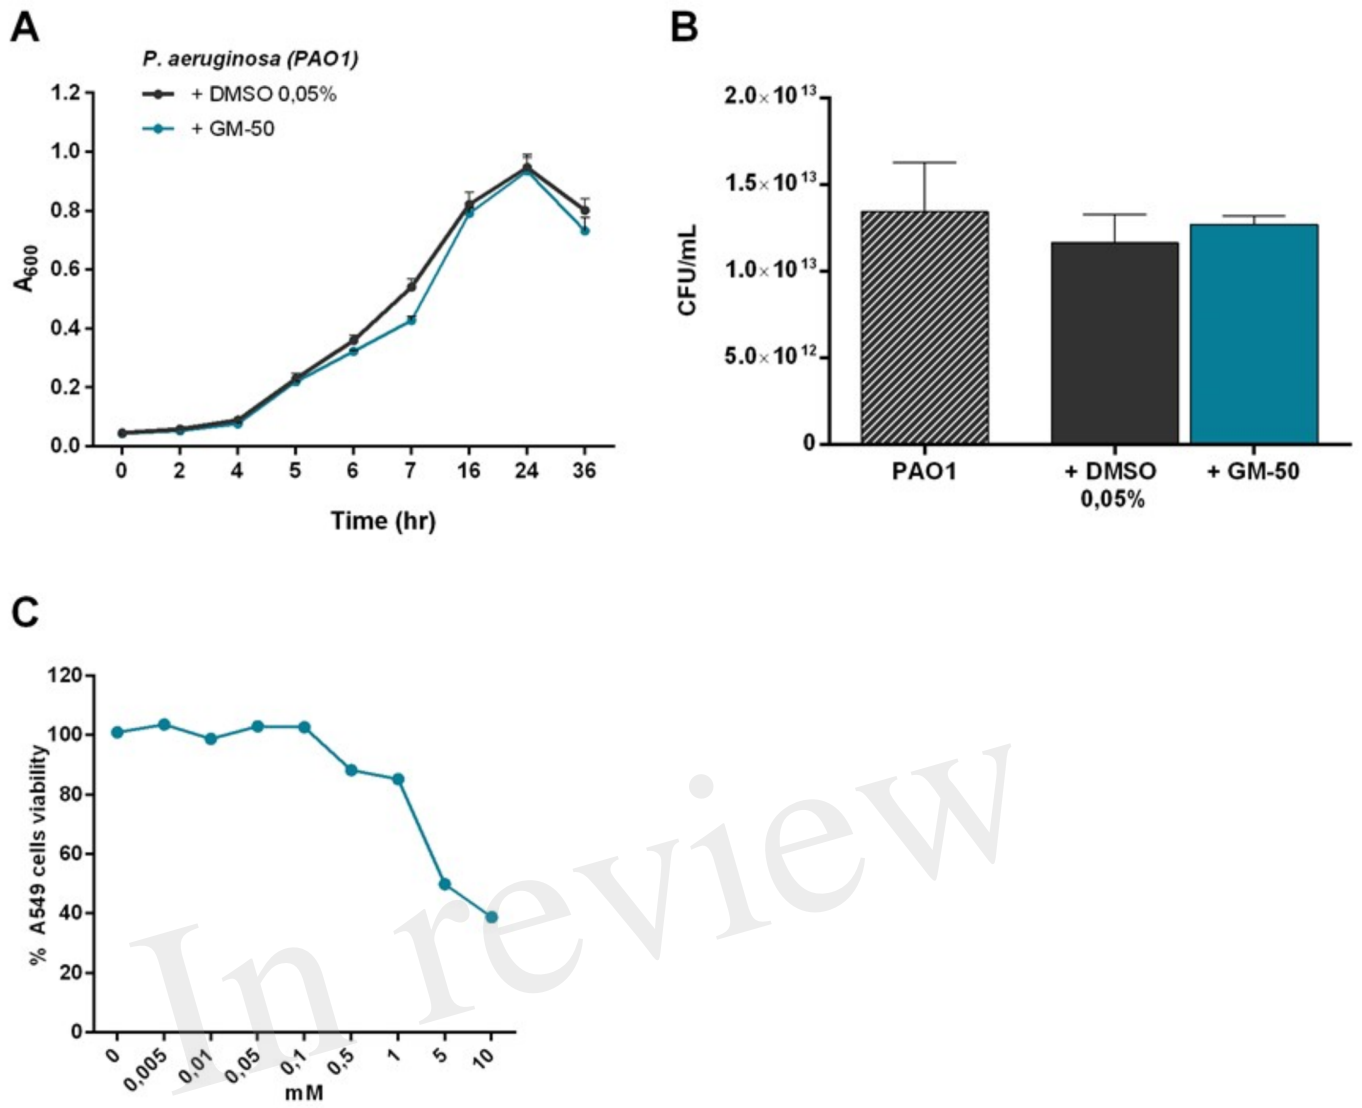 A
P. aeruginosa (PAO1)
+ DMSO 0,05%
+ GM-50
1.2
1.0
0.8
0.6
0.4
0.2
0.0
A600
0 2 4 5 6 7 16 24 36
Time (hr)
B
2.0×10¹³
1.5×10¹³
1.0×10¹³
5.0×10¹²
0
CFU/mL
PAO1 + DMSO + GM-50
0,05%
C
120
100
80
60
40
20
0
% A549 cells viability
0 0,005 0,01 0,05 0,1 0,5 1 5 10
mM
In review